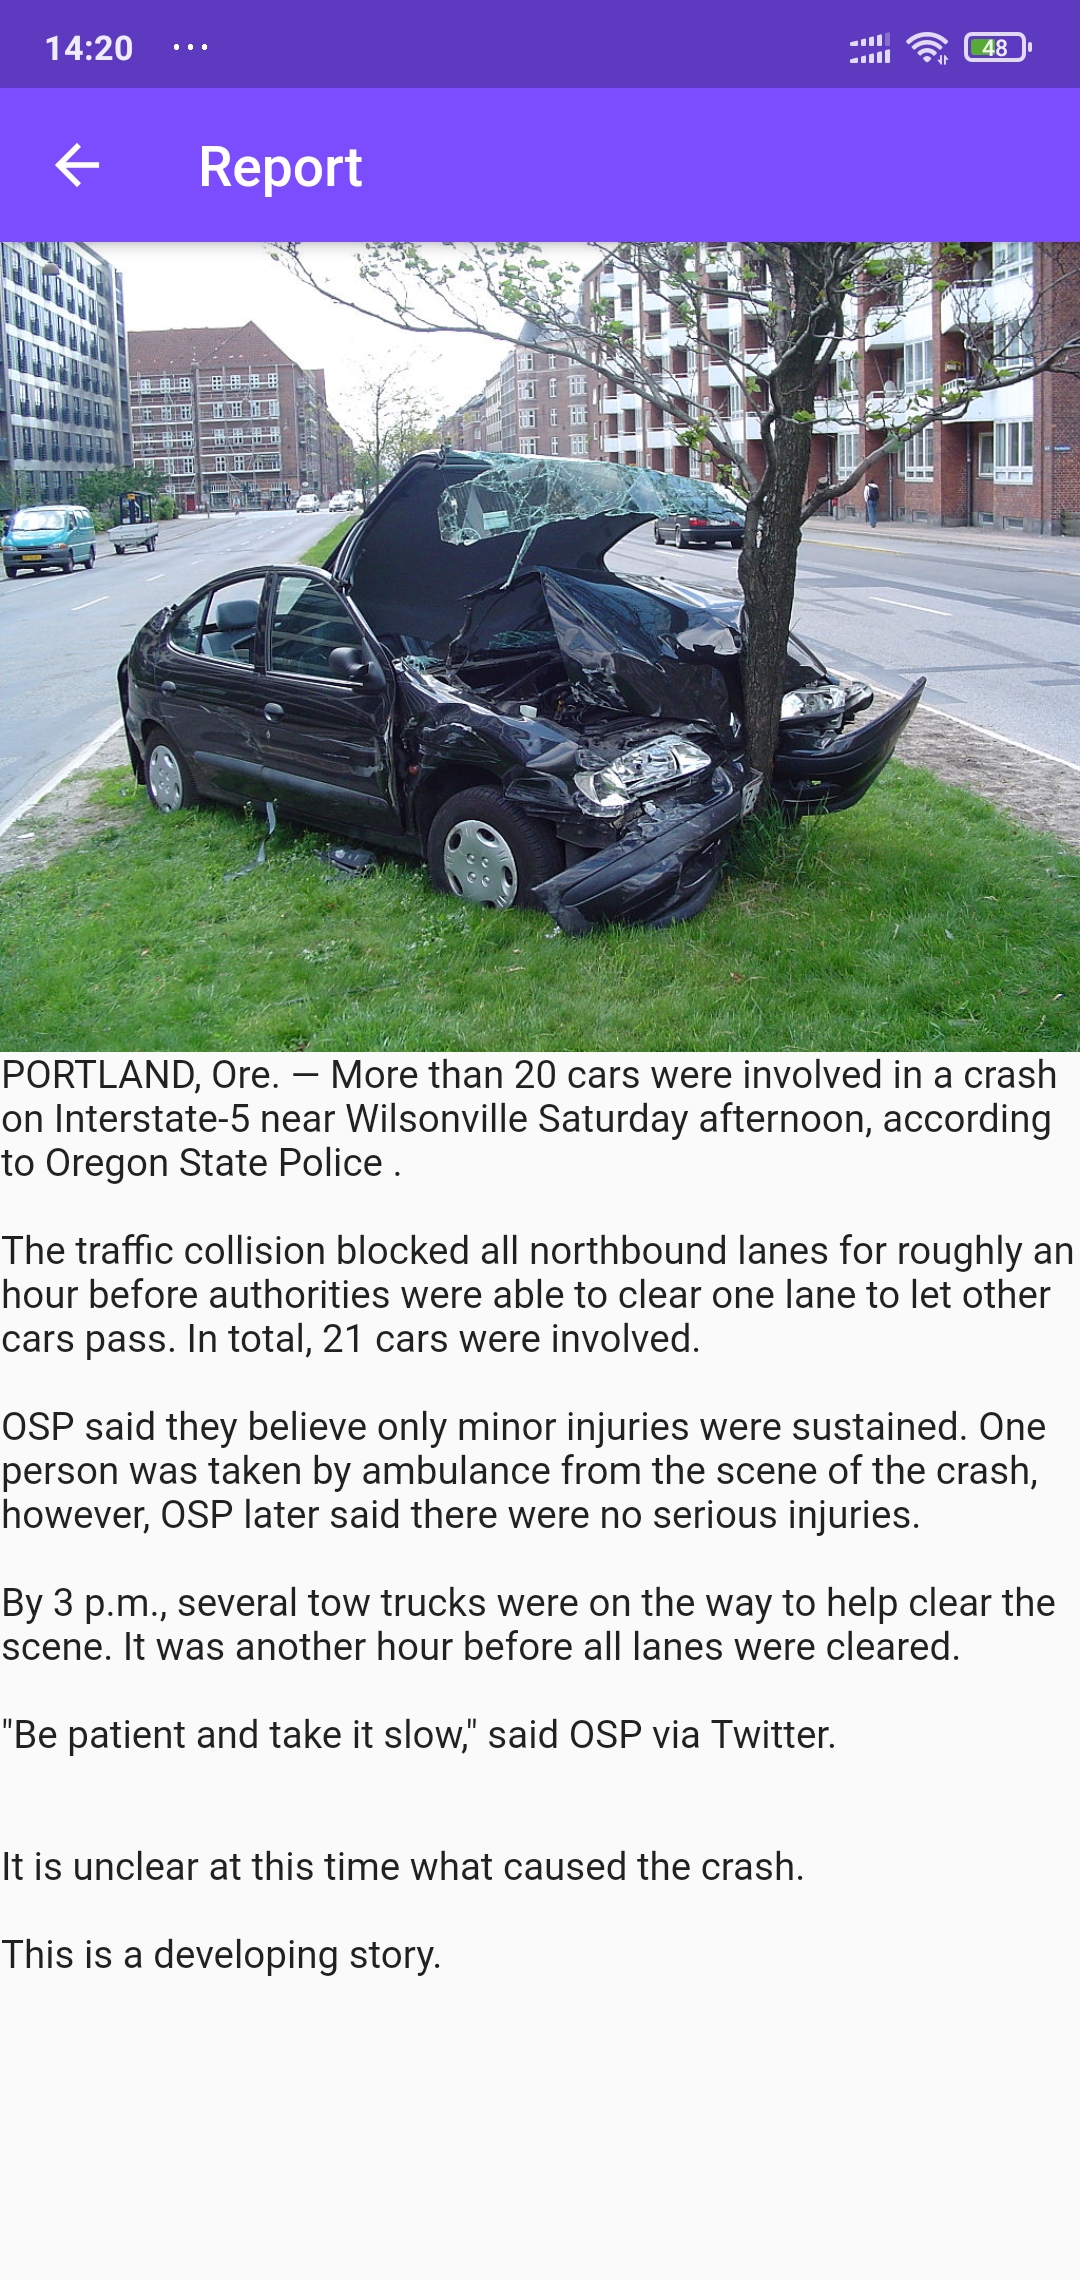 14:20 ...
48
Report
PORTLAND, Ore. — More than 20 cars were involved in a crash
on Interstate-5 near Wilsonville Saturday afternoon, according
to Oregon State Police .
The traffic collision blocked all northbound lanes for roughly an
hour before authorities were able to clear one lane to let other
cars pass. In total, 21 cars were involved.
OSP said they believe only minor injuries were sustained. One
person was taken by ambulance from the scene of the crash,
however, OSP later said there were no serious injuries.
By 3 p.m., several tow trucks were on the way to help clear the
scene. It was another hour before all lanes were cleared.
"Be patient and take it slow," said OSP via Twitter.
It is unclear at this time what caused the crash.
This is a developing story.